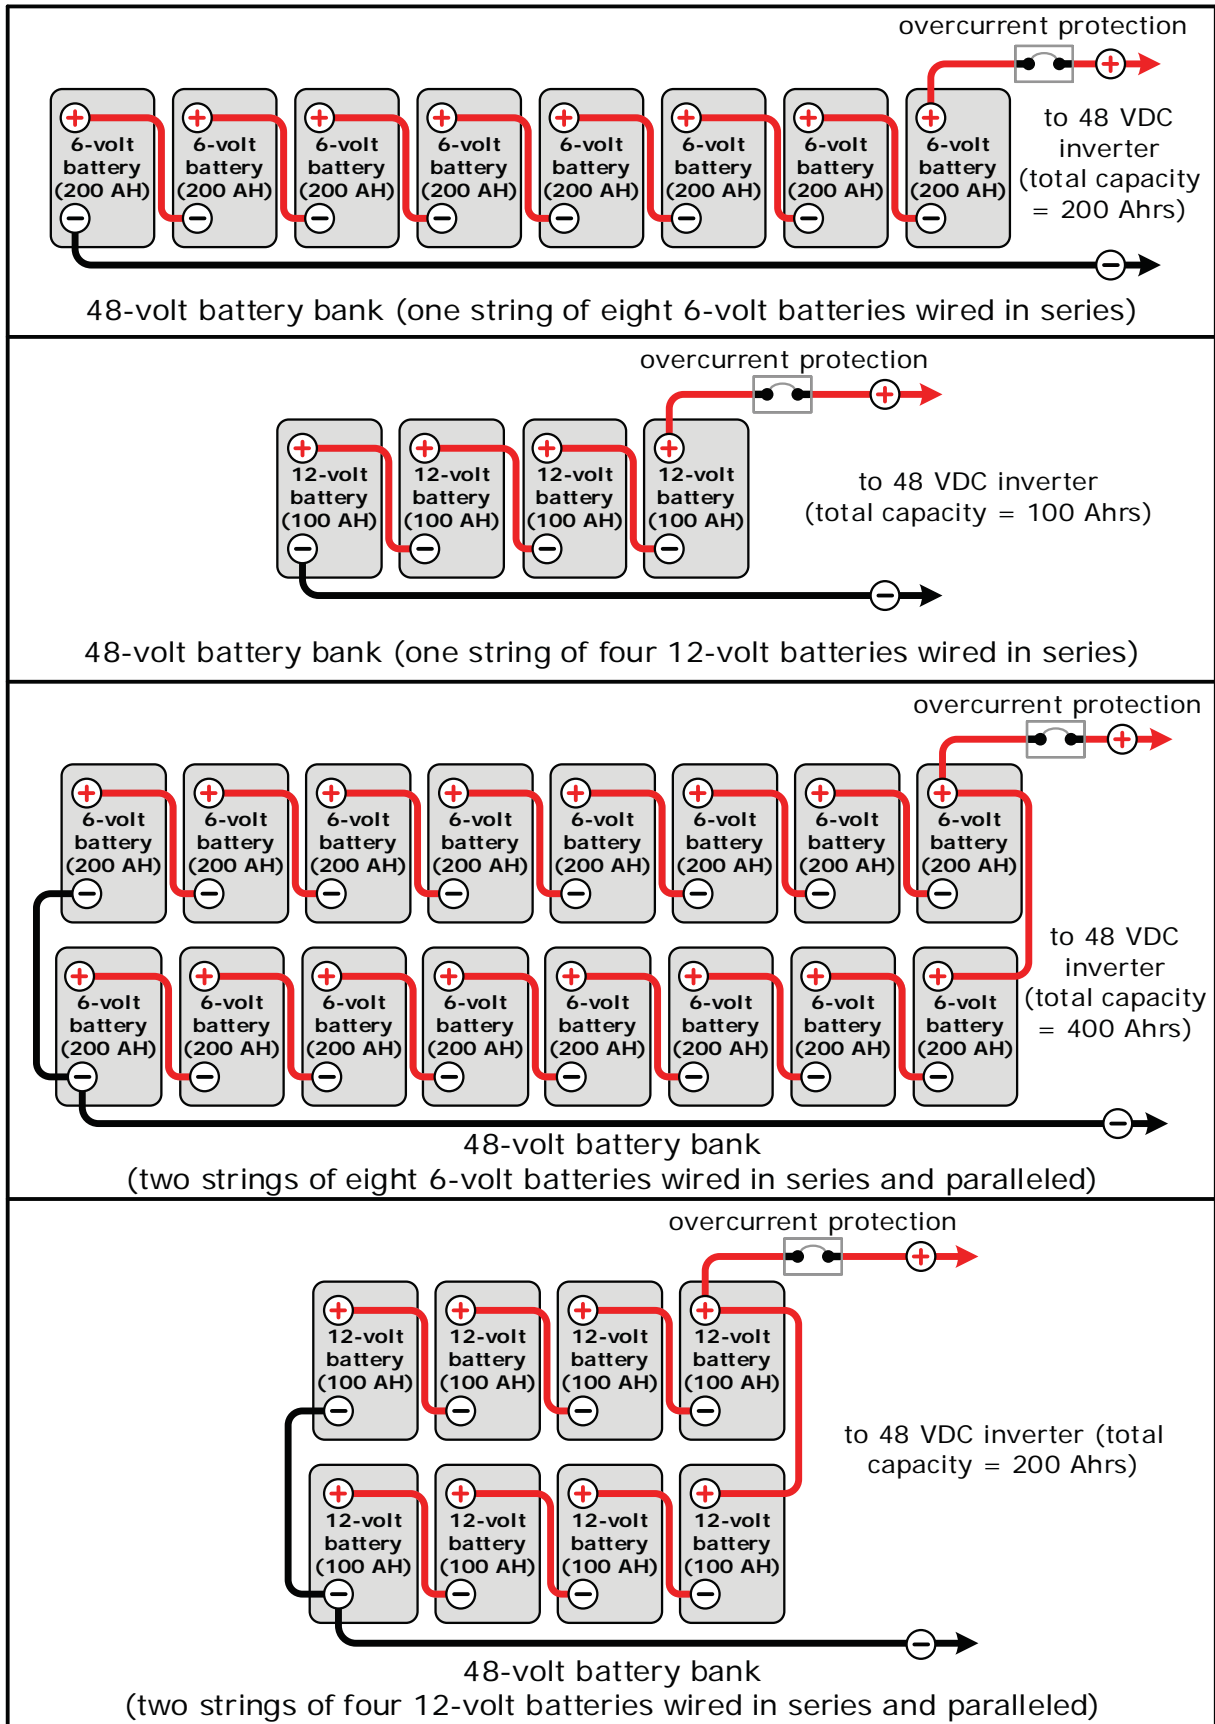 overcurrent protection
+
+ + + + + + + +
6-volt 6-volt 6-volt 6-volt 6-volt 6-volt 6-volt 6-volt
battery battery battery battery battery battery battery battery
(200 AH) (200 AH) (200 AH) (200 AH) (200 AH) (200 AH) (200 AH) (200 AH)
− − − − − − − −
to 48 VDC
inverter
(total capacity
= 200 Ahrs)
−
48-volt battery bank (one string of eight 6-volt batteries wired in series)
overcurrent protection
+
+ + + +
12-volt 12-volt 12-volt 12-volt
battery battery battery battery
(100 AH) (100 AH) (100 AH) (100 AH)
− − − −
to 48 VDC inverter
(total capacity = 100 Ahrs)
−
48-volt battery bank (one string of four 12-volt batteries wired in series)
overcurrent protection
+
+ + + + + + + +
6-volt 6-volt 6-volt 6-volt 6-volt 6-volt 6-volt 6-volt
battery battery battery battery battery battery battery battery
(200 AH) (200 AH) (200 AH) (200 AH) (200 AH) (200 AH) (200 AH) (200 AH)
− − − − − − − −
+ + + + + + + +
6-volt 6-volt 6-volt 6-volt 6-volt 6-volt 6-volt 6-volt
battery battery battery battery battery battery battery battery
(200 AH) (200 AH) (200 AH) (200 AH) (200 AH) (200 AH) (200 AH) (200 AH)
− − − − − − − −
to 48 VDC
inverter
(total capacity
= 400 Ahrs)
−
48-volt battery bank
(two strings of eight 6-volt batteries wired in series and paralleled)
overcurrent protection
+
+ + + +
12-volt 12-volt 12-volt 12-volt
battery battery battery battery
(100 AH) (100 AH) (100 AH) (100 AH)
− − − −
+ + + +
12-volt 12-volt 12-volt 12-volt
battery battery battery battery
(100 AH) (100 AH) (100 AH) (100 AH)
− − − −
to 48 VDC inverter (total
capacity = 200 Ahrs)
−
48-volt battery bank
(two strings of four 12-volt batteries wired in series and paralleled)